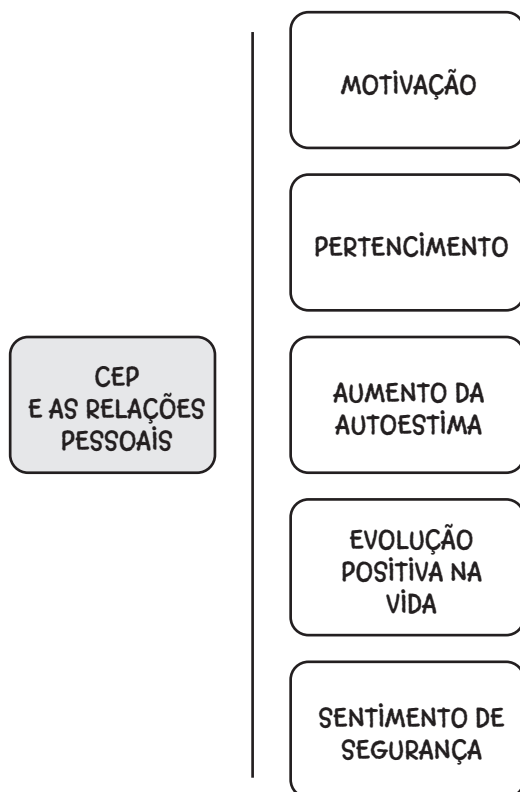 MOTIVAÇÃO
PERTENCIMENTO
CEP
E AS RELAÇÕES
PESSOAIS
AUMENTO DA
AUTOESTIMA
EVOLUÇÃO
POSITIVA NA
VIDA
SENTIMENTO DE
SEGURANÇA